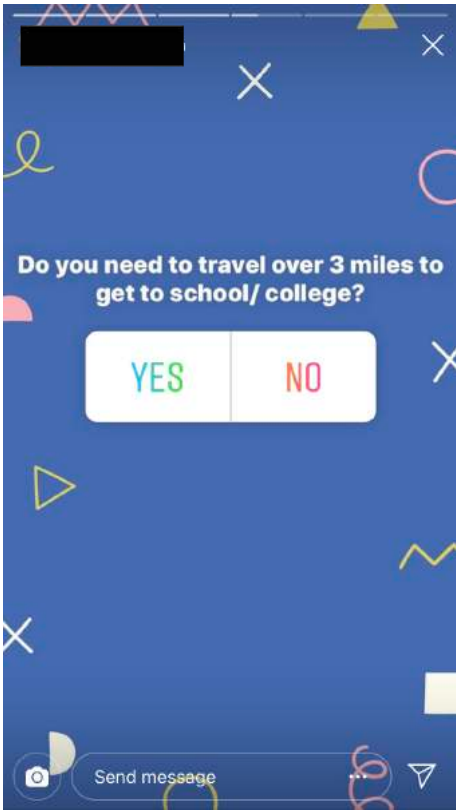 Do you need to travel over 3 miles to
get to school/ college?
YES NO
Send message